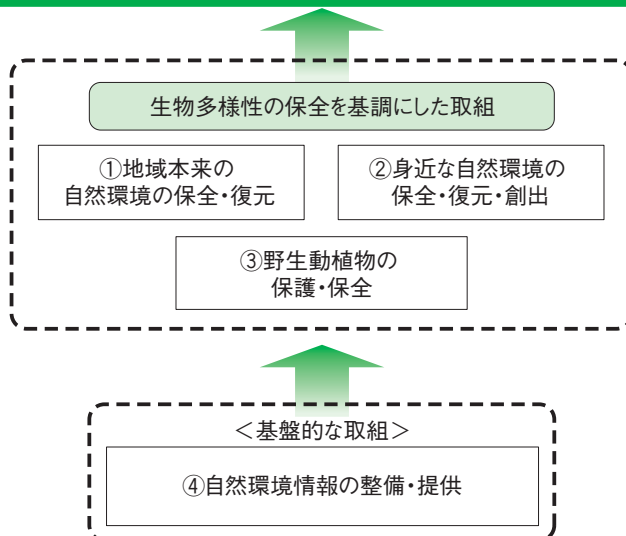 生物多様性の保全を基調にした取組
①地域本来の
自然環境の保全・復元
②身近な自然環境の
保全・復元・創出
③野生動植物の
保護・保全
＜基盤的な取組＞
④自然環境情報の整備・提供